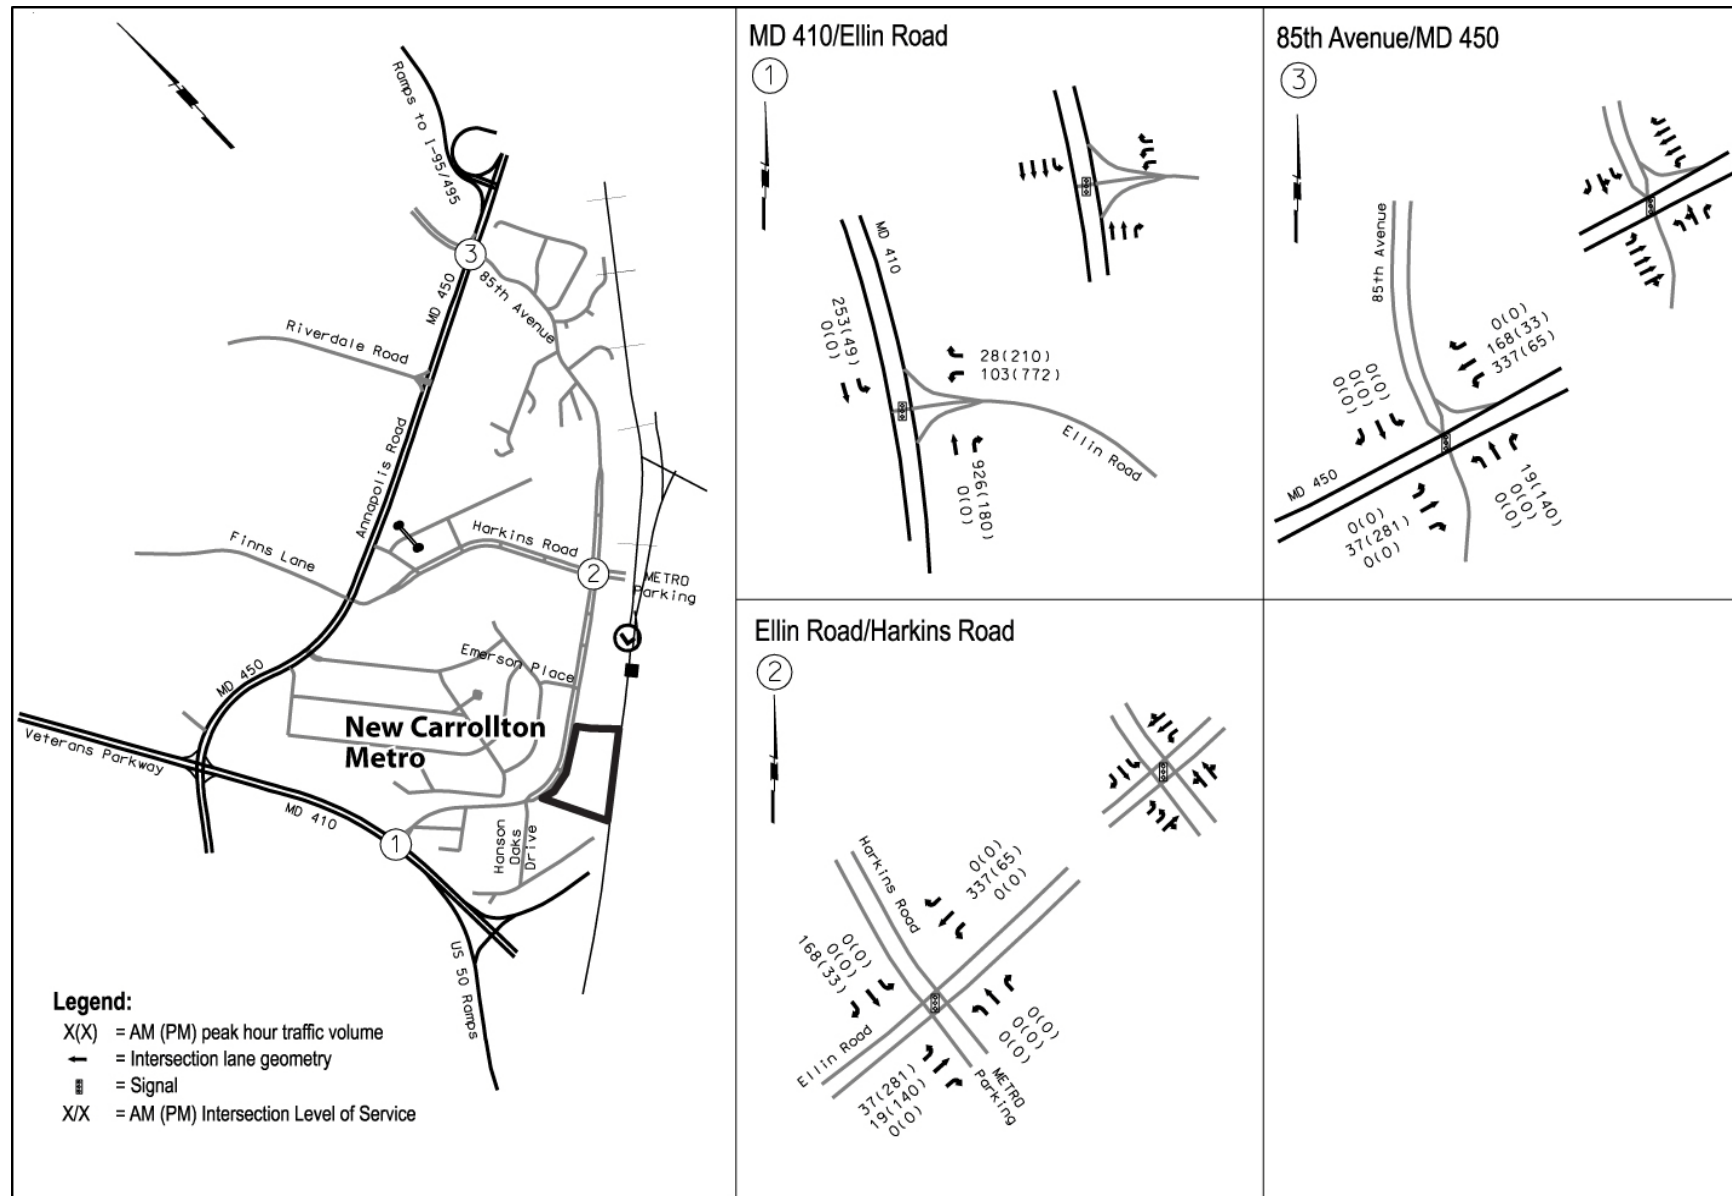 Ramps to I-95/495
3
85th Avenue
MD 450
Riverdale Road
Annapolis Road
Finns Lane
Harkins Road
2
METRO
Parking
Emerson Place
MD 450
New Carrollton
Metro
Veterans Parkway
MD 410
1
Hanson
Oaks
Drive
US 50 Ramps
Legend:
X(X) = AM (PM) peak hour traffic volume
= Intersection lane geometry
= Signal
X/X = AM (PM) Intersection Level of Service
MD 410/Ellin Road
1
MD 410
253(49)
0(0)
28(210)
103(772)
Ellin Road
926(180)
0(0)
85th Avenue/MD 450
3
85th Avenue
0(0)
168(33)
337(65)
0(0)
0(0)
0(0)
MD 450
0(0)
37(281)
0(0)
19(140)
0(0)
0(0)
Ellin Road/Harkins Road
2
Harkins Road
0(0)
337(65)
0(0)
0(0)
0(0)
168(33)
Ellin Road
0(0)
0(0)
0(0)
37(281)
19(140)
0(0)
METRO
Parking